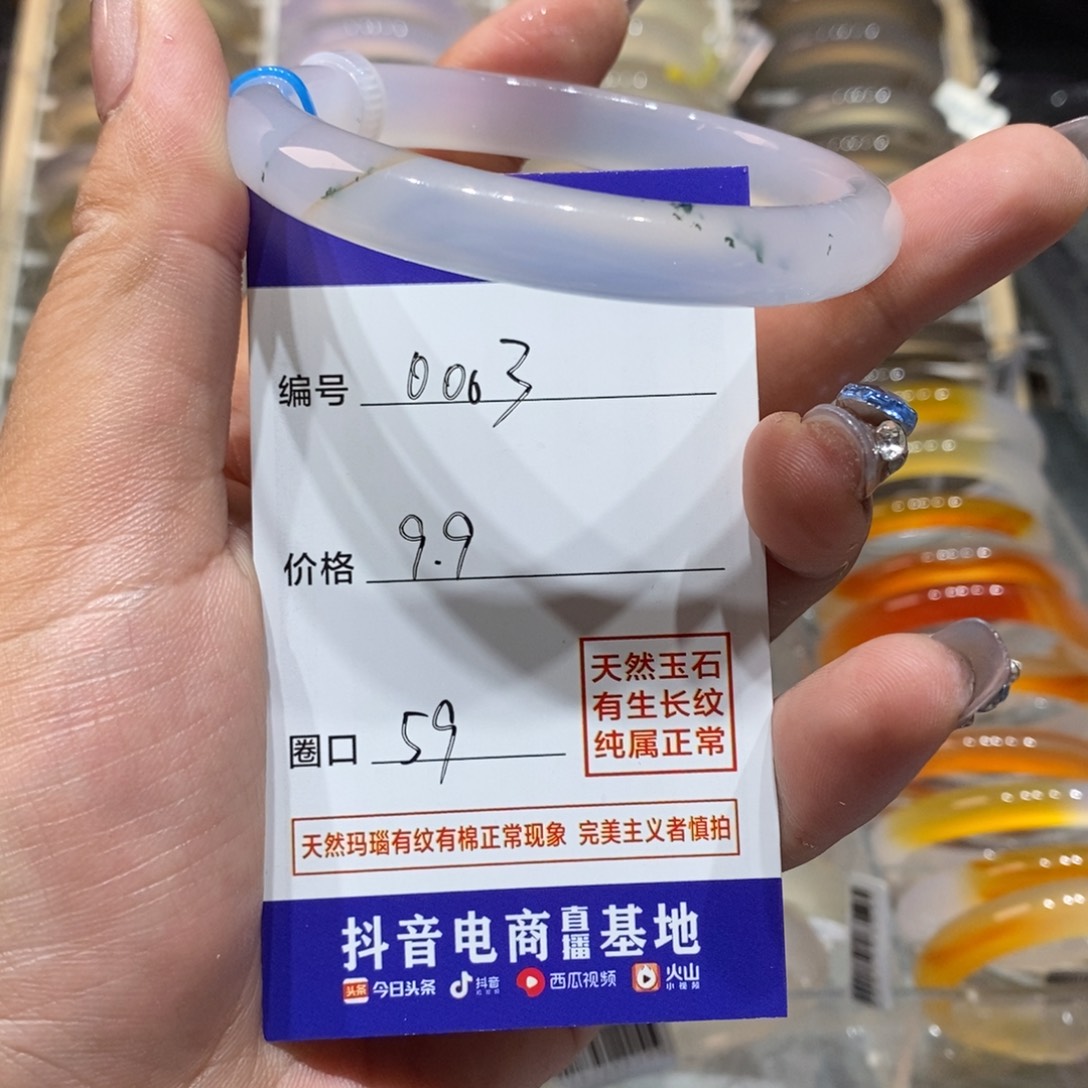 编号 0063
价格 9.9
圈口 59
天然玉石
有生长纹
纯属正常
天然玛瑙有纹有棉正常现象 完美主义者慎拍
抖音电商直播基地
头条 今日头条 抖音 西瓜视频 火山小视频